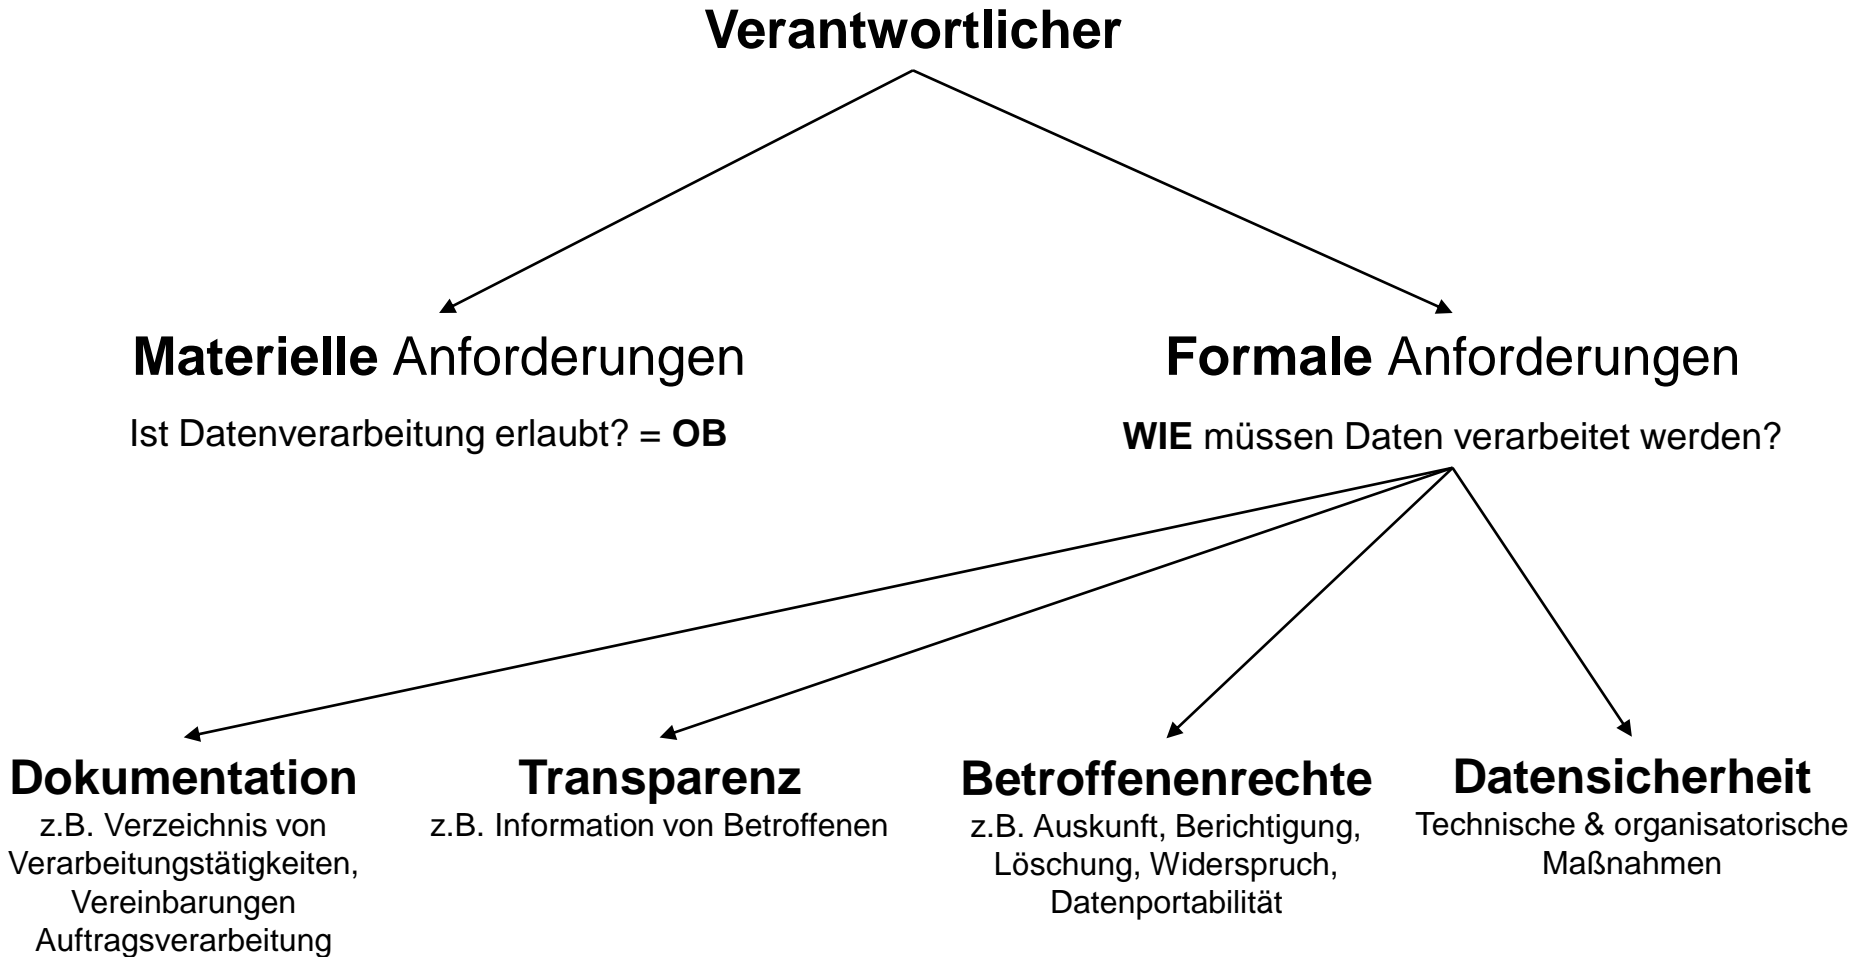 Verantwortlicher
Materielle Anforderungen
Ist Datenverarbeitung erlaubt? = OB
Formale Anforderungen
WIE müssen Daten verarbeitet werden?
Dokumentation
z.B. Verzeichnis von
Verarbeitungstätigkeiten,
Vereinbarungen
Auftragsverarbeitung
Transparenz
z.B. Information von Betroffenen
Betroffenenrechte
z.B. Auskunft, Berichtigung,
Löschung, Widerspruch,
Datenportabilität
Datensicherheit
Technische & organisatorische
Maßnahmen